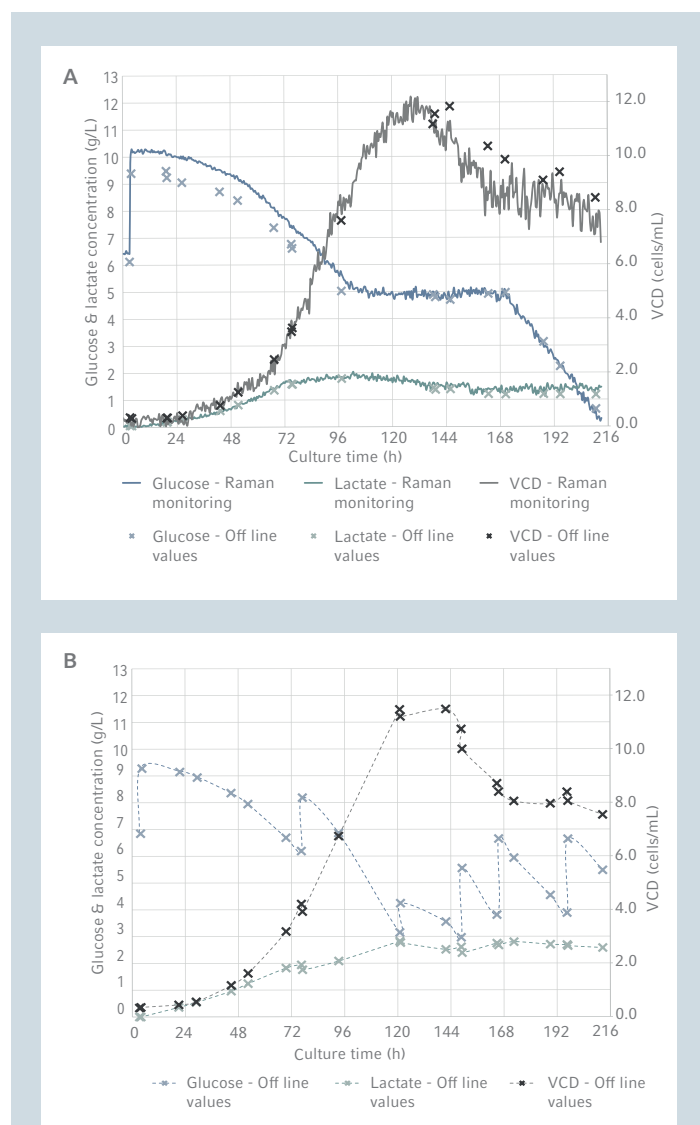 A
13
12
11
10
9
8
7
6
5
4
3
2
1
0
Glucose & lactate concentration (g/L)
12.0
10.0
8.0
6.0
4.0
2.0
0.0
VCD (cells/mL)
0 24 48 72 96 120 144 168 192 216
Culture time (h)
Glucose - Raman monitoring
Lactate - Raman monitoring
VCD - Raman monitoring
Glucose - Off line values
Lactate - Off line values
VCD - Off line values
B
13
12
11
10
9
8
7
6
5
4
3
2
1
0
Glucose & lactate concentration (g/L)
12.0
10.0
8.0
6.0
4.0
2.0
0.0
VCD (cells/mL)
0 24 48 72 96 120 144 168 192 216
Culture time (h)
Glucose - Off line values
Lactate - Off line values
VCD - Off line values